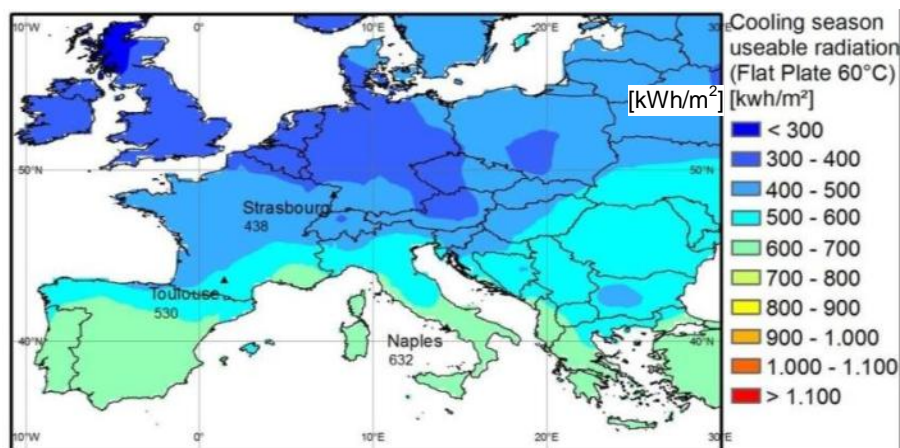 10°W
0°
10°E
20°E
30°E
Cooling season
useable radiation
(Flat Plate 60°C)
[kWh/m²]
[kwh/m²]
< 300
300 - 400
400 - 500
500 - 600
600 - 700
700 - 800
800 - 900
900 - 1.000
1.000 - 1.100
> 1.100
50°N
50°N
Strasbourg
438
Toulouse
530
40°N
Naples
632
40°N
10°W
0°
10°E
20°E
30°E